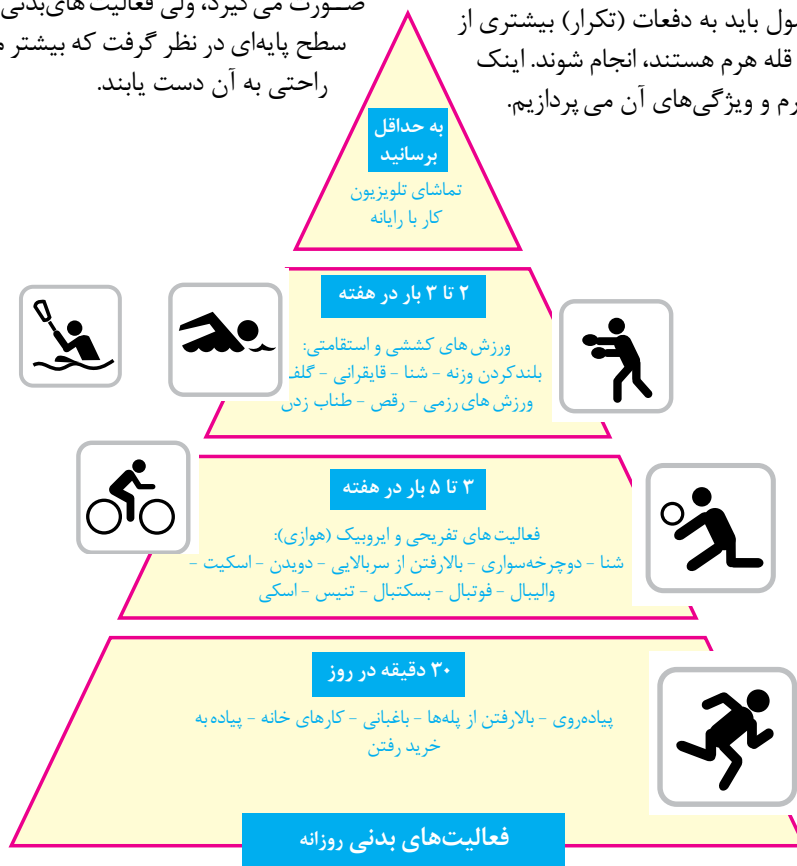 سول باید به دفعات (تکرار) بیشتری از
قله هرم هستند، انجام شوند. اینک
رم و ویژگی‌های آن می پردازیم.
صــورت می گیرد، ولی فعالیت های‌بدنی
سطح پایه‌ای در نظر گرفت که بیشتر م
راحتی به آن دست یابند.
به حداقل
برسانید
تماشای تلویزیون
کار با رایانه
۲ تا ۳ بار در هفته
ورزش های کششی و استقامتی:
بلندکردن وزنه - شنا - قایقرانی - گلف
ورزش های رزمی - رقص - طناب زدن
۳ تا ۵ بار در هفته
فعالیت های تفریحی و ایروبیک (هوازی):
شنا - دوچرخه‌سواری - بالارفتن از سربالایی - دویدن - اسکیت -
والیبال - فوتبال - بسکتبال - تنیس - اسکی
۳۰ دقیقه در روز
پیاده‌روی - بالارفتن از پله‌ها - باغبانی - کارهای خانه - پیاده به
خرید رفتن
فعالیت‌های بدنی روزانه